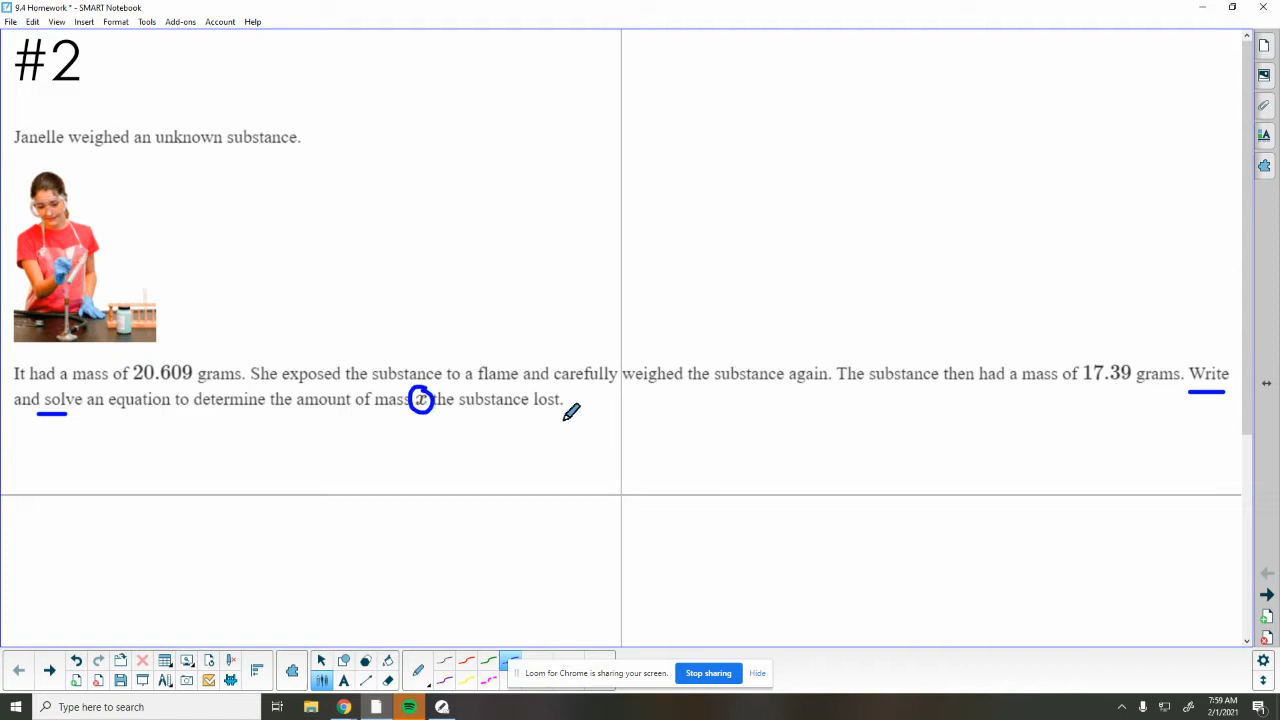 9.4 Homework * - SMART Notebook
File Edit View Insert Format Tools Add-ons Account Help
#2
Janelle weighed an unknown substance.
It had a mass of 20.609 grams. She exposed the substance to a flame and carefully weighed the substance again. The substance then had a mass of 17.39 grams. Write
and solve an equation to determine the amount of mass x the substance lost.
Loom for Chrome is sharing your screen. Stop sharing Hide
Type here to search
7:59 AM
2/1/2021